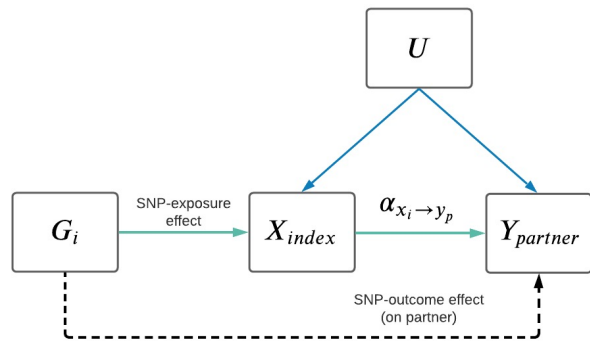 U
SNP-exposure
effect
G_i
X_index
α_{x_i→y_p}
Y_partner
SNP-outcome effect
(on partner)